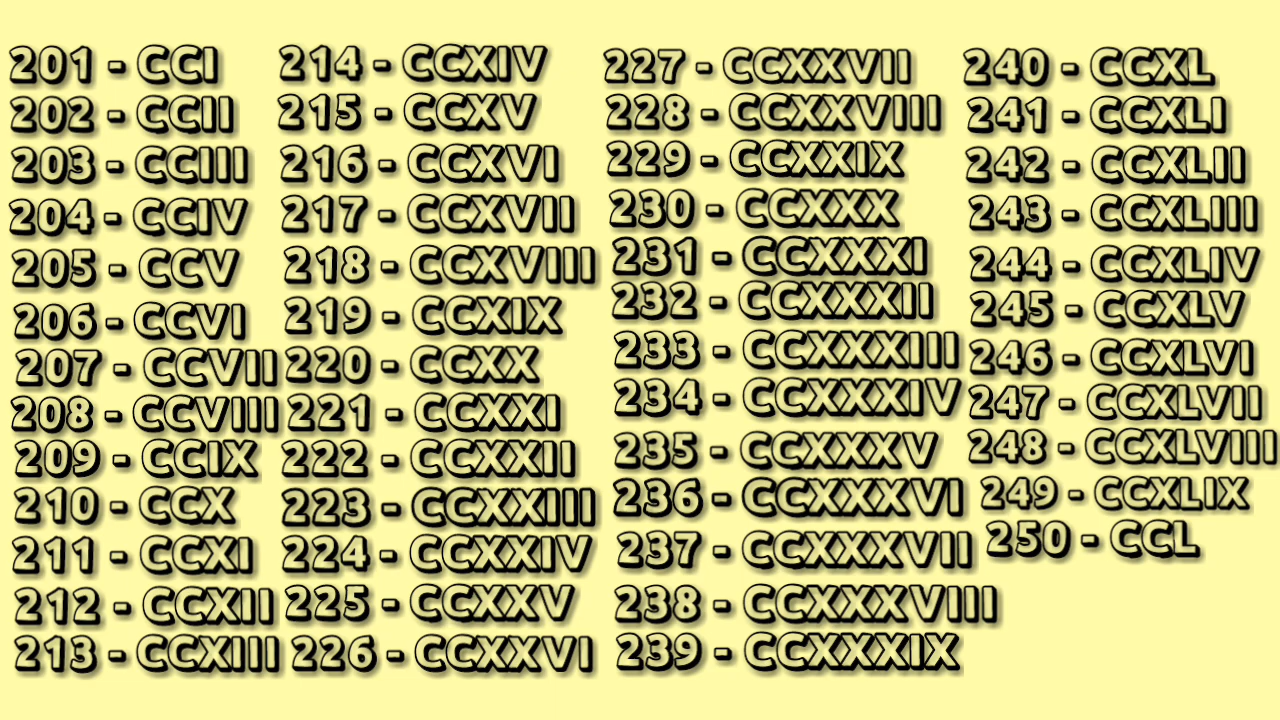 201 - CCI
202 - CCII
203 - CCIII
204 - CCIV
205 - CCV
206 - CCVI
207 - CCVII
208 - CCVIII
209 - CCIX
210 - CCX
211 - CCXI
212 - CCXII
213 - CCXIII
214 - CCXIV
215 - CCXV
216 - CCXVI
217 - CCXVII
218 - CCXVIII
219 - CCXIX
220 - CCXX
221 - CCXXI
222 - CCXXII
223 - CCXXIII
224 - CCXXIV
225 - CCXXV
226 - CCXXVI
227 - CCXXVII
228 - CCXXVIII
229 - CCXXIX
230 - CCXXX
231 - CCXXXI
232 - CCXXXII
233 - CCXXXIII
234 - CCXXXIV
235 - CCXXXV
236 - CCXXXVI
237 - CCXXXVII
238 - CCXXXVIII
239 - CCXXXIX
240 - CCXL
241 - CCXLI
242 - CCXLII
243 - CCXLIII
244 - CCXLIV
245 - CCXLV
246 - CCXLVI
247 - CCXLVII
248 - CCXLVIII
249 - CCXLIX
250 - CCL